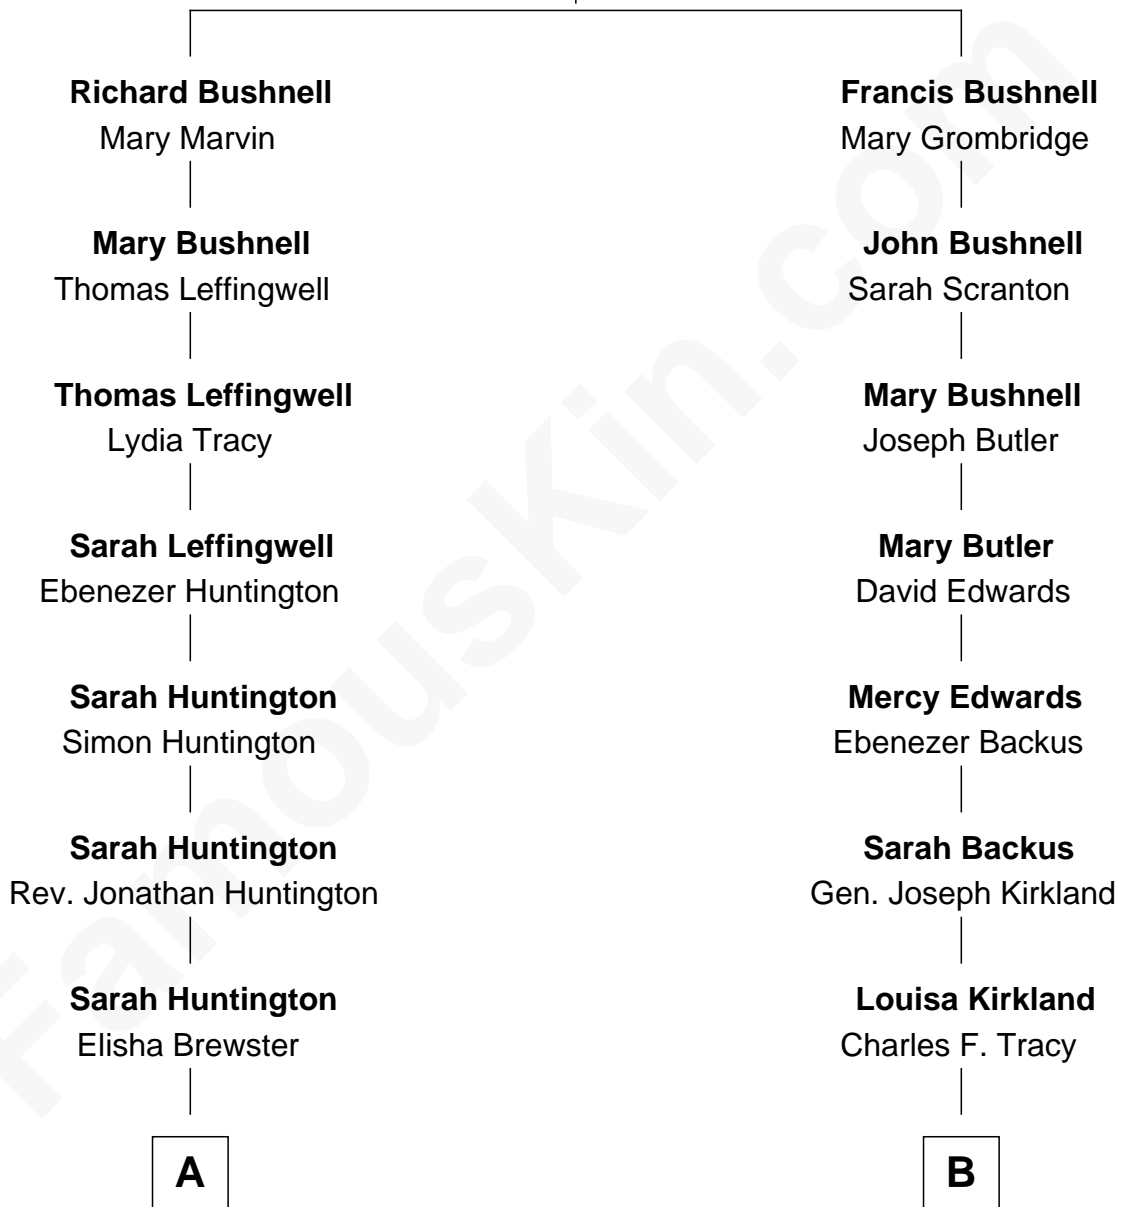 Richard Bushnell
Mary Marvin
Mary Bushnell
Thomas Leffingwell
Thomas Leffingwell
Lydia Tracy
Sarah Leffingwell
Ebenezer Huntington
Sarah Huntington
Simon Huntington
Sarah Huntington
Rev. Jonathan Huntington
Sarah Huntington
Elisha Brewster
A
Francis Bushnell
Mary Grombridge
John Bushnell
Sarah Scranton
Mary Bushnell
Joseph Butler
Mary Butler
David Edwards
Mercy Edwards
Ebenezer Backus
Sarah Backus
Gen. Joseph Kirkland
Louisa Kirkland
Charles F. Tracy
B
FamousKin.com